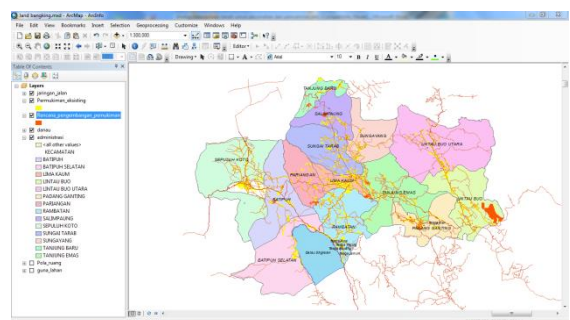 land bangking.mxd - ArcMap - ArcInfo
File Edit View Bookmarks Insert Selection Geoprocessing Customize Windows Help
1:300.000
Editor
Drawing
Arial
10
B I U A
Table Of Contents
Layers
jaringan_jalan
Permukiman_eksisting
Rencana_pengembangan_permukiman
danau
administrasi
<all other values>
KECAMATAN
BATIPUH
BATIPUH SELATAN
LIMA KAUM
LINTAU BUO
LINTAU BUO UTARA
PADANG GANTING
PARIANGAN
RAMBATAN
SALIMPAUNG
SEPULUH KOTO
SUNGAI TARAB
SUNGAYANG
TANJUNG BARU
TANJUNG EMAS
Pola_ruang
guna_lahan
TANJUNG BARU
SALIMPAUNG
SUNGAYANG
SUNGAI TARAB
LINTAU BUO UTARA
SEPULUH KOTO
PARIANGAN
LIMA KAUM
TANJUNG EMAS
LINTAU BUO
BATIPUH
PADANG GANTING
RAMBATAN
BATIPUH SELATAN